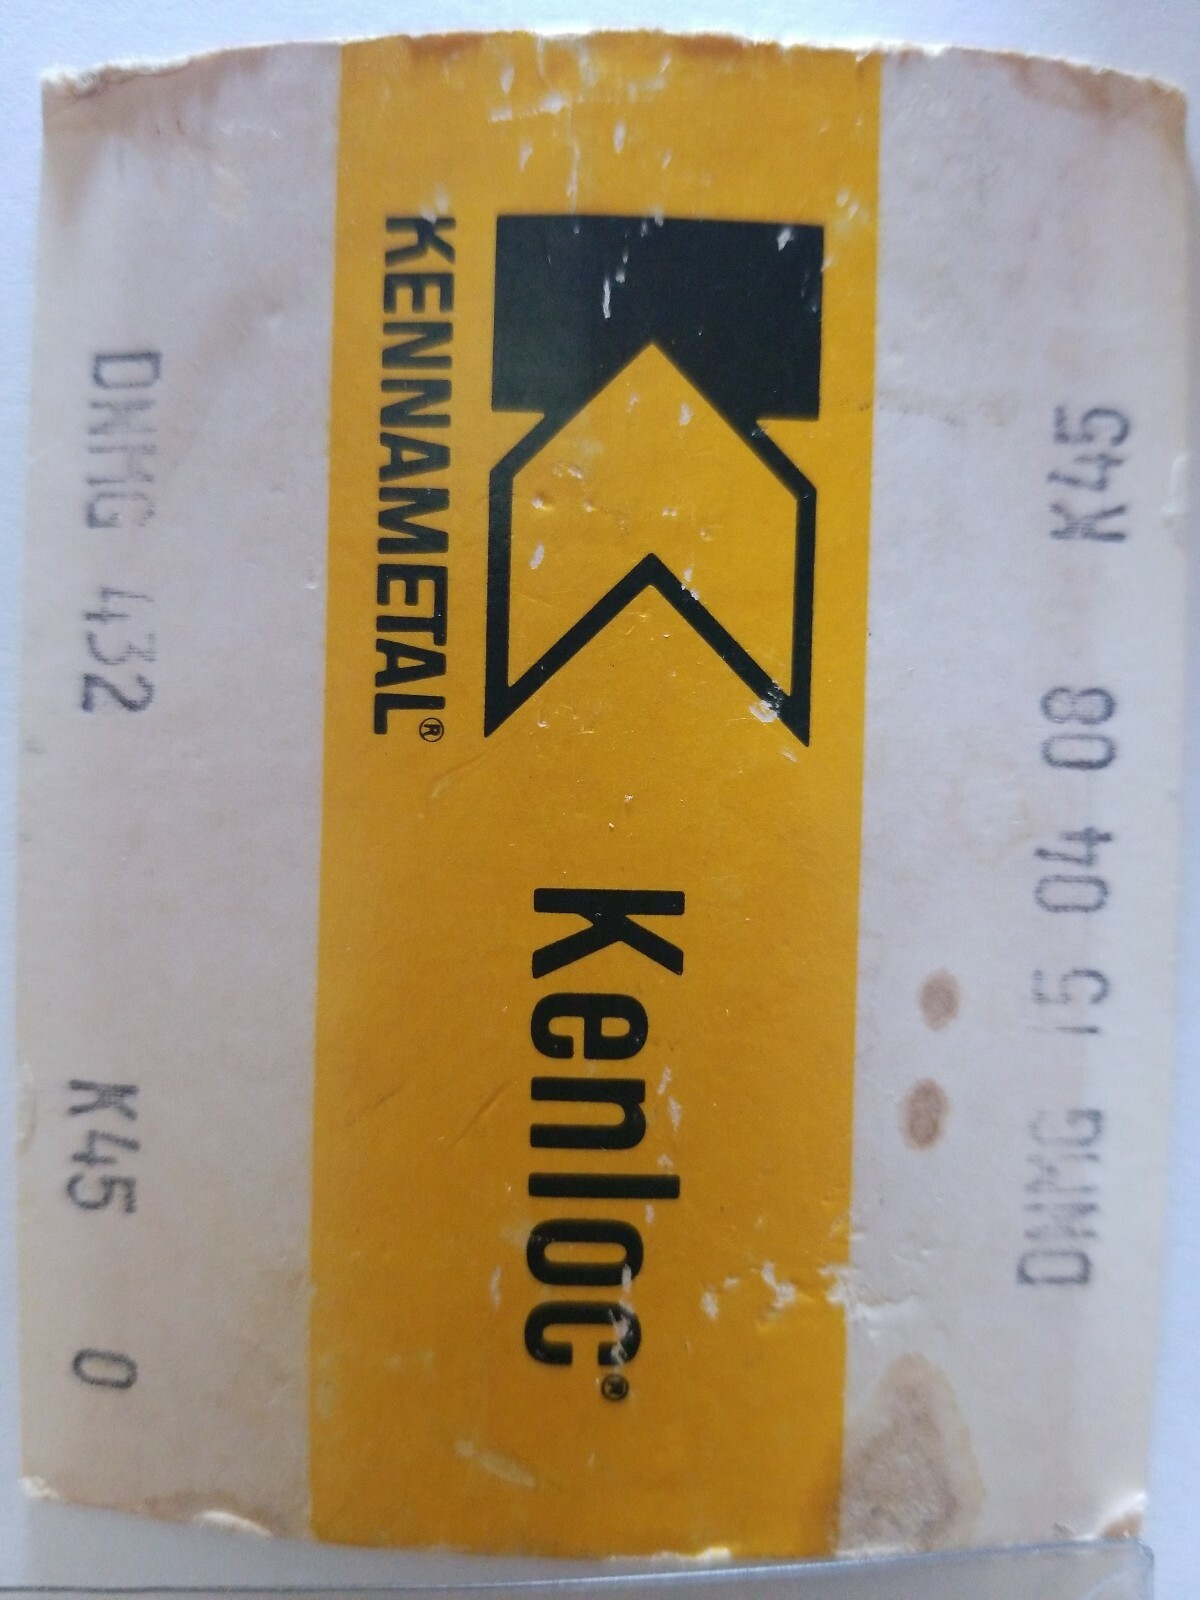 KENNAMETAL®
Kenloc®
DNMG 432 K45 0
DNMG 15 04 08 K45